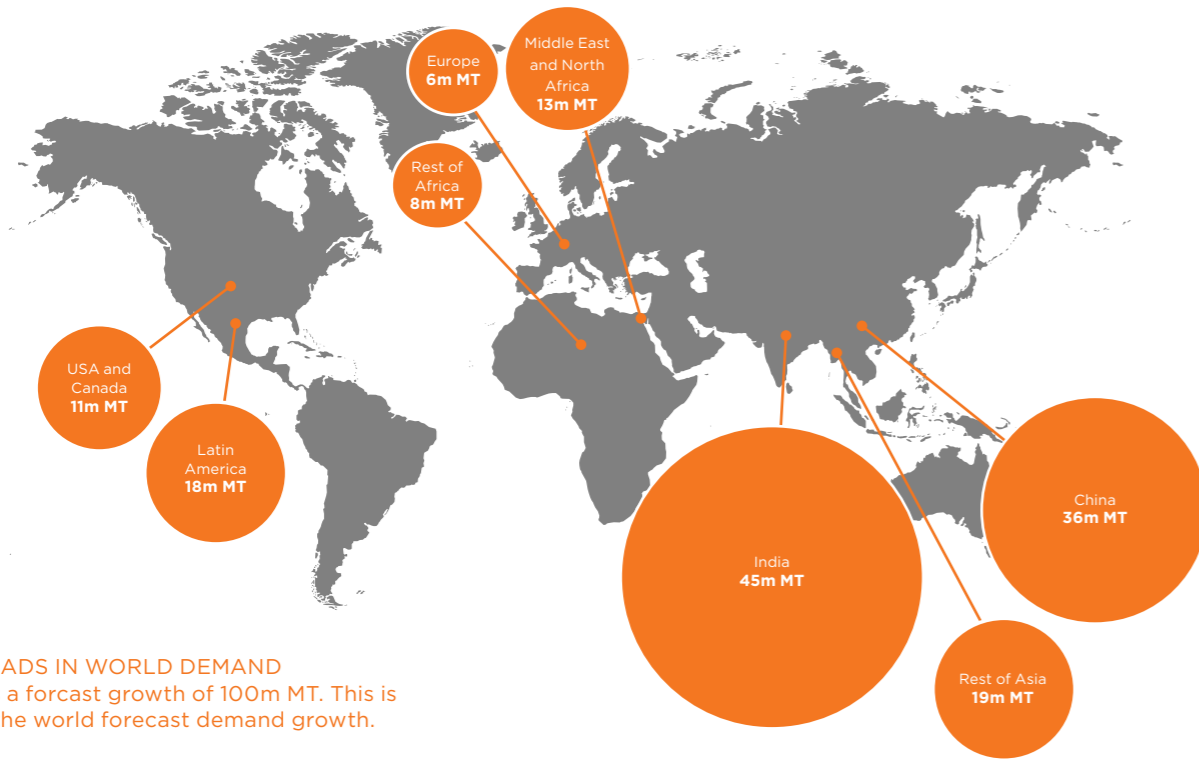 Europe
6m MT
Middle East
and North
Africa
13m MT
Rest of
Africa
8m MT
USA and
Canada
11m MT
Latin
America
18m MT
India
45m MT
China
36m MT
Rest of Asia
19m MT
ADS IN WORLD DEMAND
a forcast growth of 100m MT. This is
he world forecast demand growth.